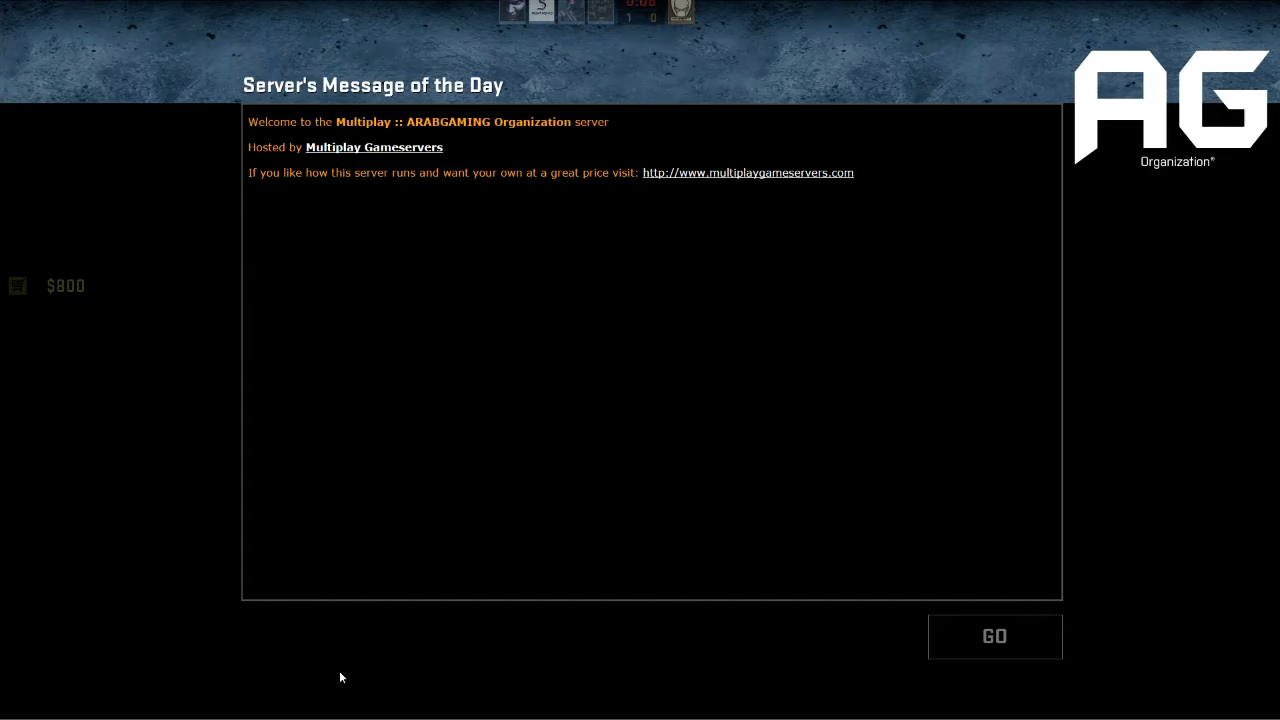 1 0
Server's Message of the Day
AG
Organization®
Welcome to the Multiplay :: ARABGAMING Organization server
Hosted by Multiplay Gameservers
If you like how this server runs and want your own at a great price visit: http://www.multiplaygameservers.com
$800
GO